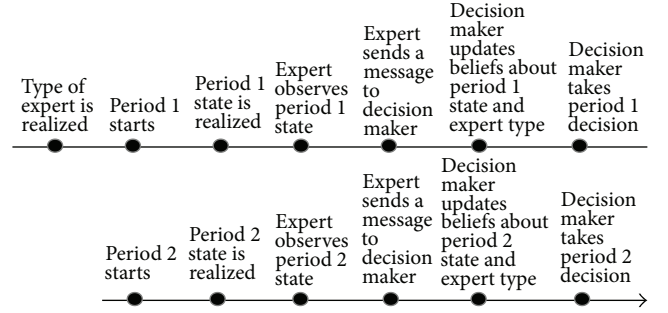 Type of
expert is
realized
Period 1
starts
Period 1
state is
realized
Expert
observes
period 1
state
Expert
sends a
message
to
decision
maker
Decision
maker
updates
beliefs about
period 1
state and
expert type
Decision
maker
takes
period 1
decision
Period 2
starts
Period 2
state is
realized
Expert
observes
period 2
state
Expert
sends a
message
to
decision
maker
Decision
maker
updates
beliefs about
period 2
state and
expert type
Decision
maker
takes
period 2
decision